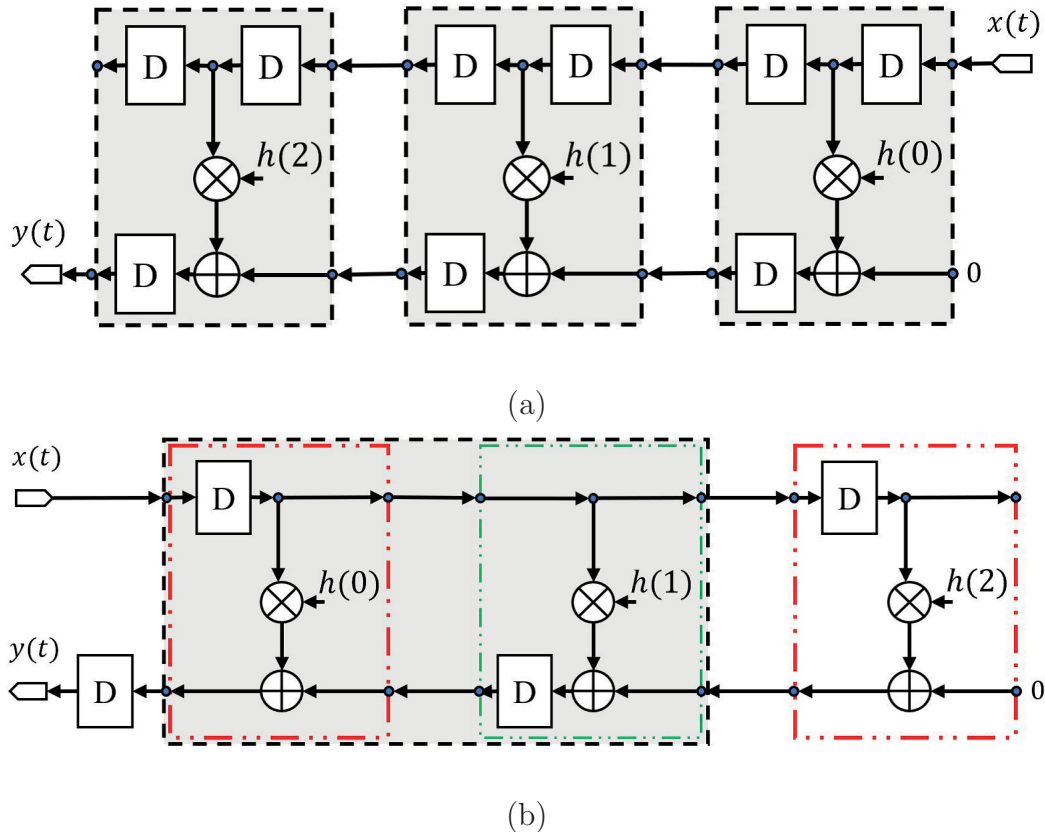 x(t)
D D D D D D
h(2) h(1) h(0)
y(t)
D D D 0
(a)
x(t)
D D
h(0) h(1) h(2)
y(t)
D D 0
(b)